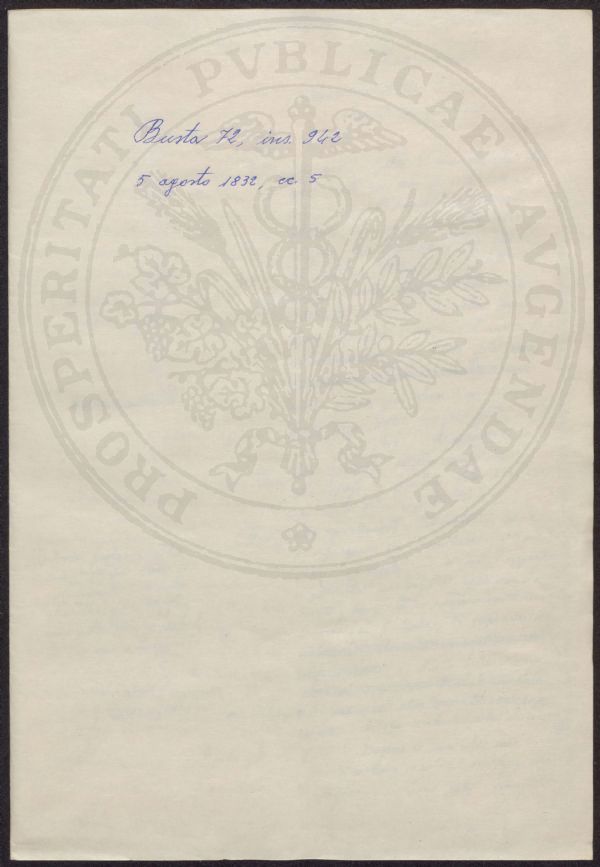 PROSPERITATI PVBLICAE AVGENDAE
Busta 72, ins. 942
5 agosto 1832, cc. 5